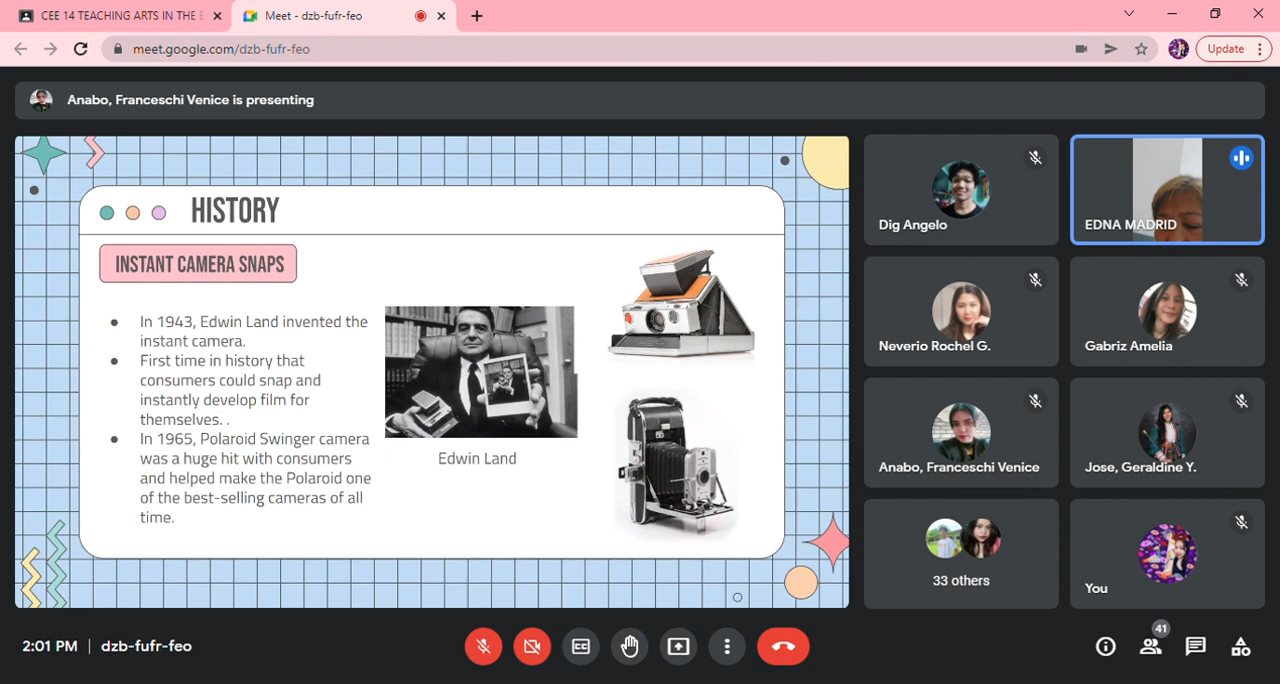 CEE 14 TEACHING ARTS IN THE E
Meet - dzb-fufr-feo
meet.google.com/dzb-fufr-feo
Update
Anabo, Franceschi Venice is presenting
HISTORY
INSTANT CAMERA SNAPS
● In 1943, Edwin Land invented the
instant camera.
● First time in history that
consumers could snap and
instantly develop film for
themselves. .
● In 1965, Polaroid Swinger camera
was a huge hit with consumers
and helped make the Polaroid one
of the best-selling cameras of all
time.
Edwin Land
Dig Angelo
EDNA MADRID
Neverio Rochel G.
Gabriz Amelia
Anabo, Franceschi Venice
Jose, Geraldine Y.
33 others
You
2:01 PM | dzb-fufr-feo
CC
41